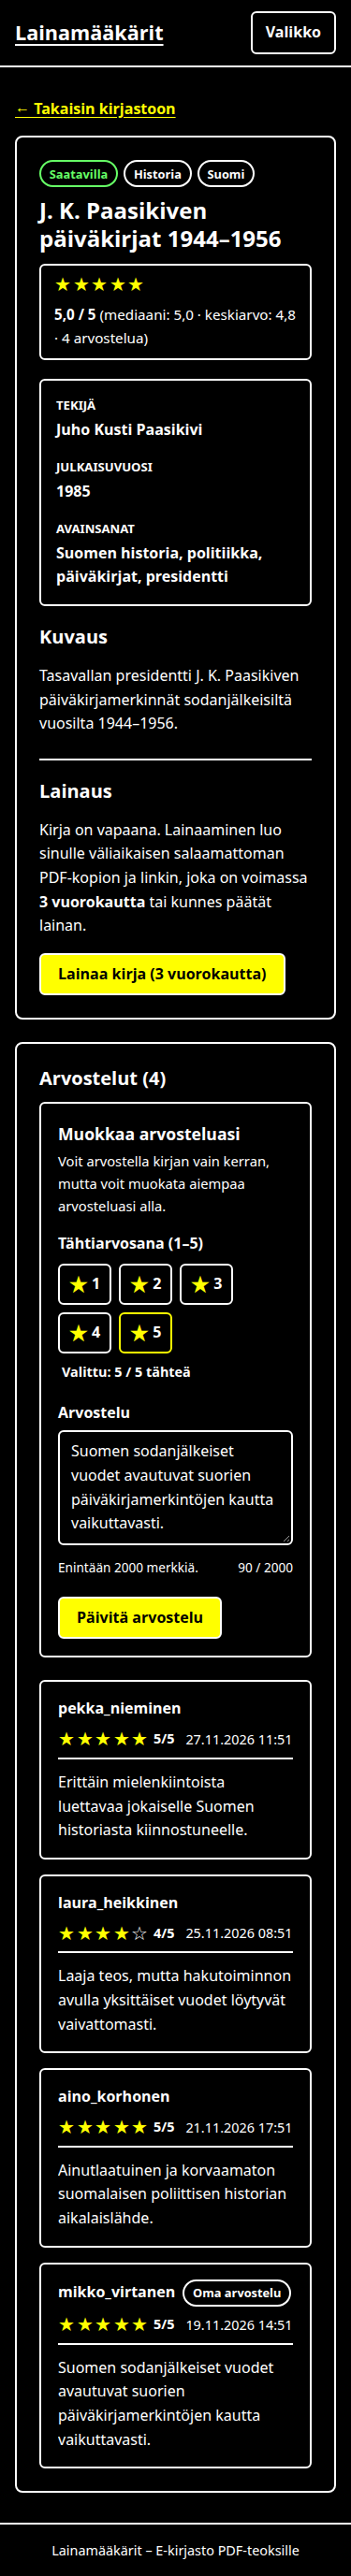 Lainamääkärit
Valikko
← Takaisin kirjastoon
Saatavilla Historia Suomi
J. K. Paasikiven
päiväkirjat 1944–1956
★★★★★
5,0 / 5 (mediaani: 5,0 · keskiarvo: 4,8
· 4 arvostelua)
TEKIJÄ
Juho Kusti Paasikivi
JULKAISUVUOSI
1985
AVAINSANAT
Suomen historia, politiikka,
päiväkirjat, presidentti
Kuvaus
Tasavallan presidentti J. K. Paasikiven
päiväkirjamerkinnät sodanjälkeisiltä
vuosilta 1944–1956.
Lainaus
Kirja on vapaana. Lainaaminen luo
sinulle väliaikaisen salaamattoman
PDF-kopion ja linkin, joka on voimassa
3 vuorokautta tai kunnes päätät
lainan.
Lainaa kirja (3 vuorokautta)
Arvostelut (4)
Muokkaa arvosteluasi
Voit arvostella kirjan vain kerran,
mutta voit muokata aiempaa
arvosteluasi alla.
Tähtiarvosana (1–5)
★ 1 ★ 2 ★ 3
★ 4 ★ 5
Valittu: 5 / 5 tähteä
Arvostelu
Suomen sodanjälkeiset
vuodet avautuvat suorien
päiväkirjamerkintöjen kautta
vaikuttavasti.
Enintään 2000 merkkiä. 90 / 2000
Päivitä arvostelu
pekka_nieminen
★★★★★ 5/5 27.11.2026 11:51
Erittäin mielenkiintoista
luettavaa jokaiselle Suomen
historiasta kiinnostuneelle.
laura_heikkinen
★★★★☆ 4/5 25.11.2026 08:51
Laaja teos, mutta hakutoiminnon
avulla yksittäiset vuodet löytyvät
vaivattomasti.
aino_korhonen
★★★★★ 5/5 21.11.2026 17:51
Ainutlaatuinen ja korvaamaton
suomalaisen poliittisen historian
aikalaislähde.
mikko_virtanen Oma arvostelu
★★★★★ 5/5 19.11.2026 14:51
Suomen sodanjälkeiset vuodet
avautuvat suorien
päiväkirjamerkintöjen kautta
vaikuttavasti.
Lainamääkärit – E-kirjasto PDF-teoksille